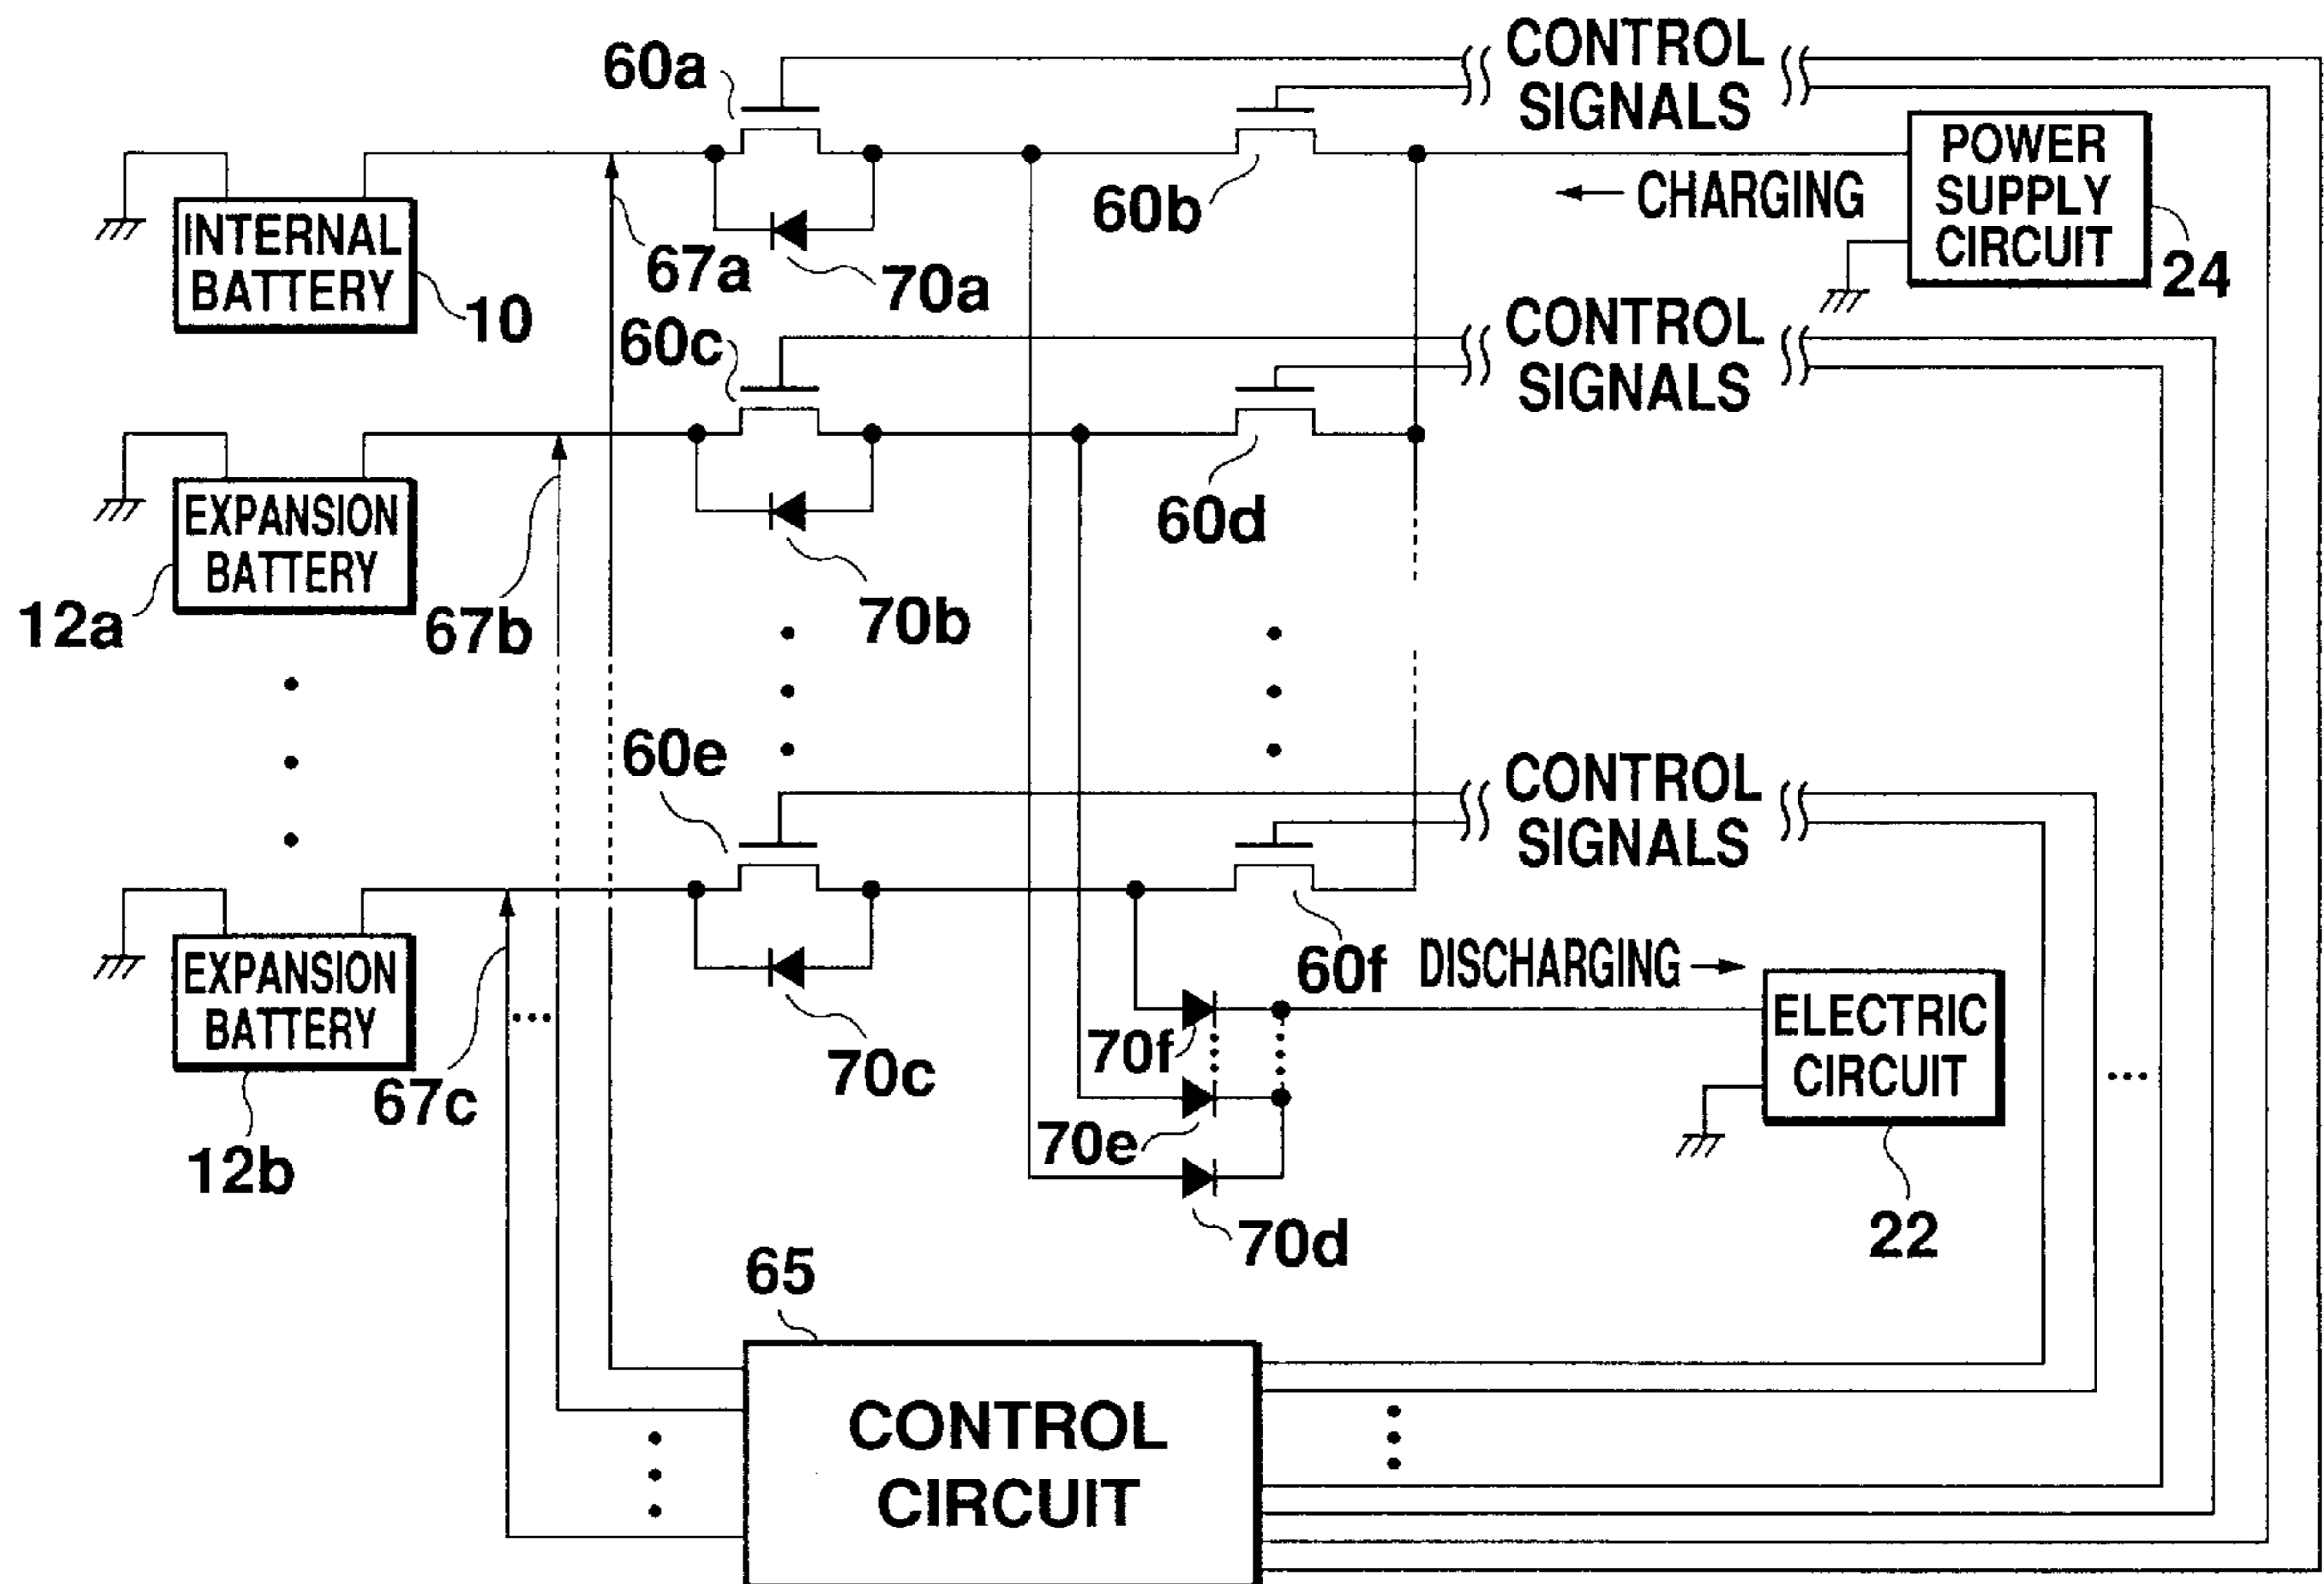 60a
CONTROL
SIGNALS
POWER
SUPPLY
CIRCUIT
24
60b
CHARGING
INTERNAL
BATTERY
10
67a
70a
60c
CONTROL
SIGNALS
EXPANSION
BATTERY
12a
67b
70b
60d
60e
CONTROL
SIGNALS
EXPANSION
BATTERY
12b
67c
70c
60f
DISCHARGING
ELECTRIC
CIRCUIT
22
70f
70e
70d
65
CONTROL
CIRCUIT